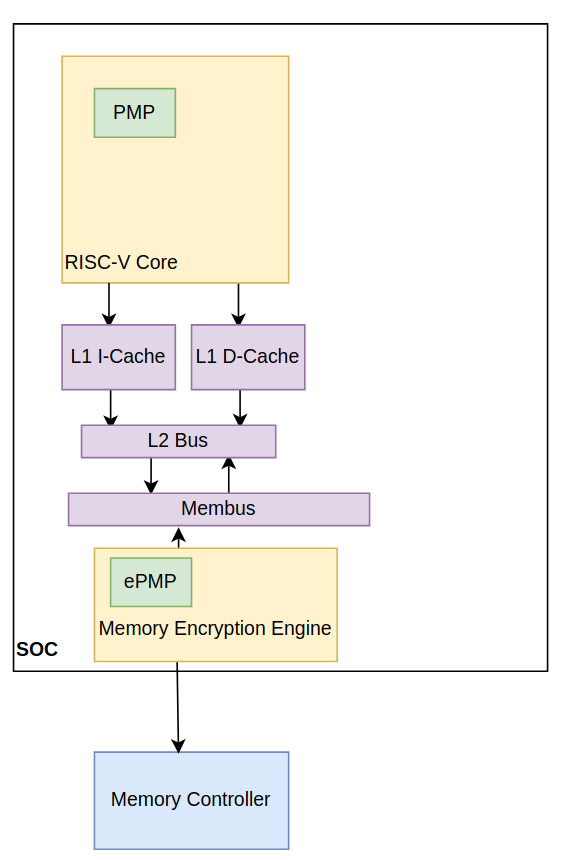 PMP
RISC-V Core
L1 I-Cache
L1 D-Cache
L2 Bus
Membus
ePMP
Memory Encryption Engine
SOC
Memory Controller